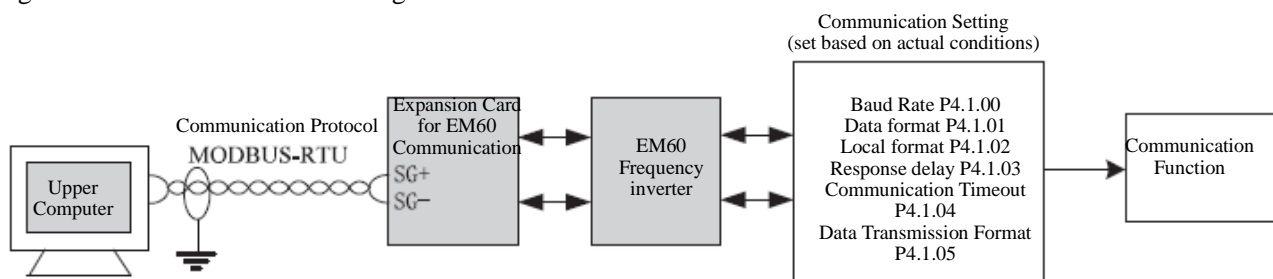 Communication Setting
(set based on actual conditions)
Communication Protocol
MODBUS-RTU
Upper
Computer
Expansion Card
for EM60
Communication
SG+
SG-
EM60
Frequency
inverter
Baud Rate P4.1.00
Data format P4.1.01
Local format P4.1.02
Response delay P4.1.03
Communication Timeout
P4.1.04
Data Transmission Format
P4.1.05
Communication
Function